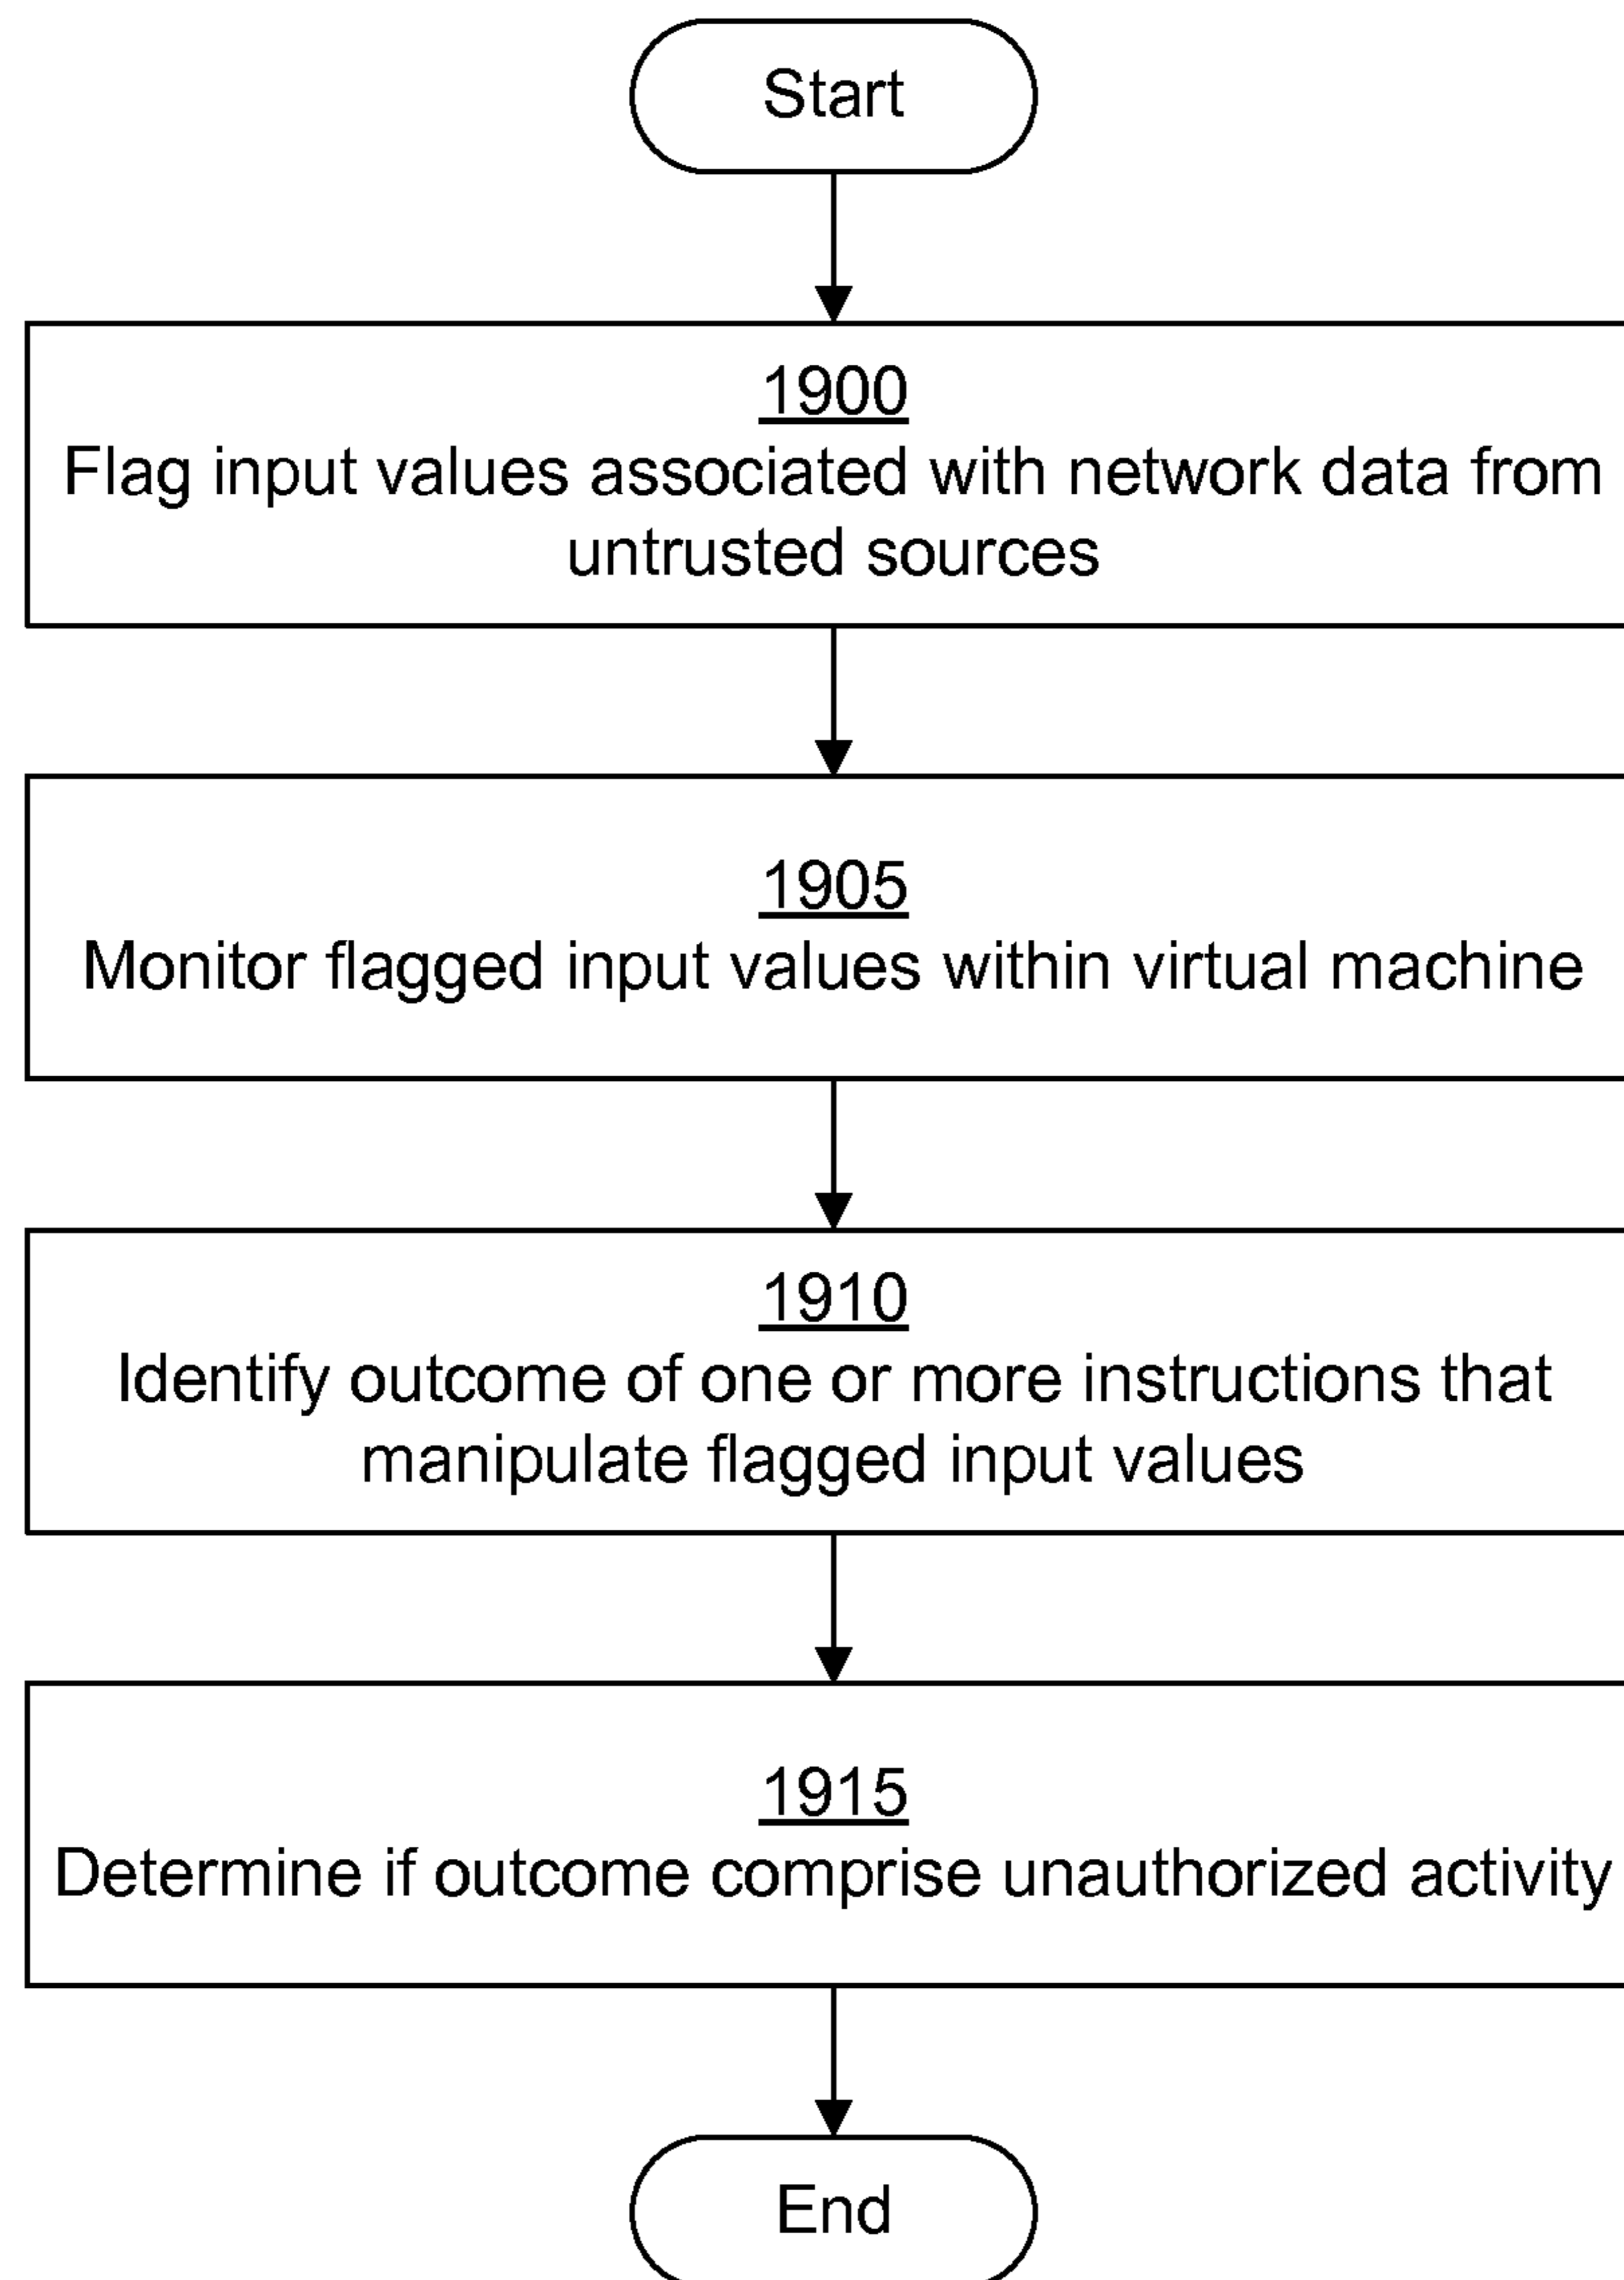 Start
1900
Flag input values associated with network data from
untrusted sources
1905
Monitor flagged input values within virtual machine
1910
Identify outcome of one or more instructions that
manipulate flagged input values
1915
Determine if outcome comprise unauthorized activity
End